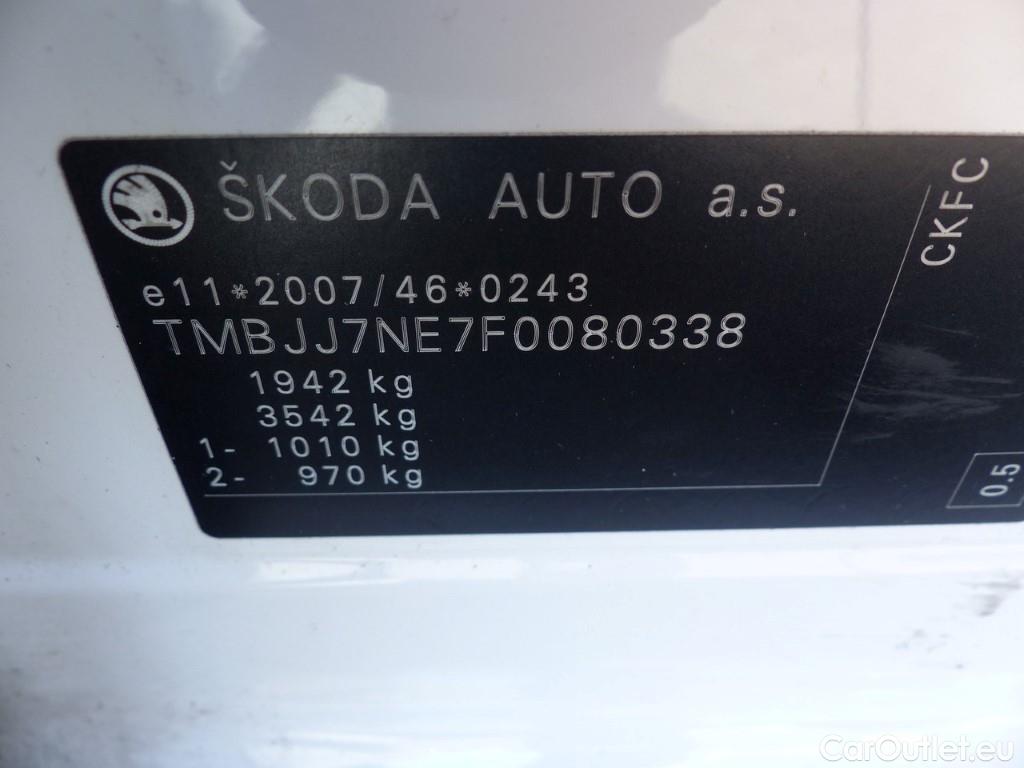 ŠKODA AUTO a.s.
e11*2007/46*0243
TMBJJ7NE7F0080338
1942 kg
3542 kg
1- 1010 kg
2- 970 kg
CKFC
0.5
CarOutlet.eu